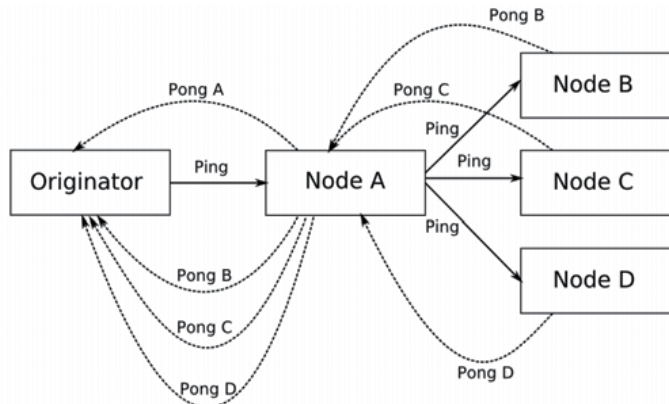 Pong B
Node B
Pong A
Pong C
Ping
Originator
Ping
Node A
Ping
Node C
Ping
Pong B
Node D
Pong C
Pong D
Pong D